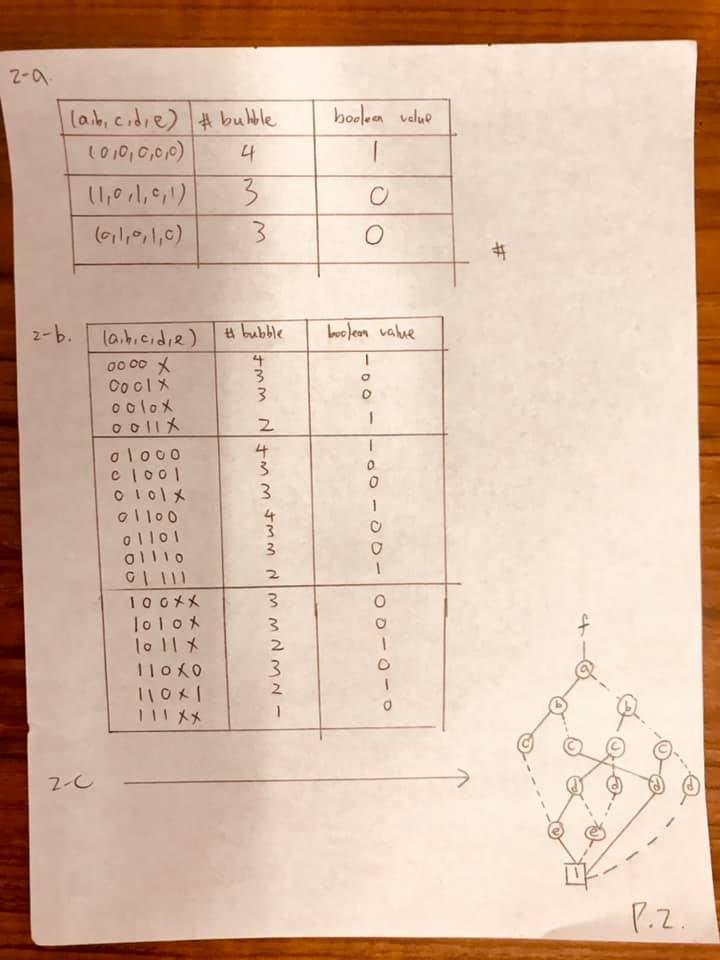 2-a.
(a,b,c,d,e) # bubble boolean value
(0,0,0,0,0) 4 1
(1,0,1,0,1) 3 0
(0,1,0,1,0) 3 0
#
2-b. (a,b,c,d,e) # bubble boolean value
0000X 4 1
0001X 3 0
0010X 3 0
0011X 2 1
01000 4 1
01001 3 0
0101X 3 0
01100 4 1
01101 3 0
01110 3 0
01111 2 1
100XX 3 0
1010X 3 0
1011X 2 1
110X0 3 0
110X1 2 1
111XX 1 0
2-C
f
a
b b
c c c c
d d d d
e e
1
P.2